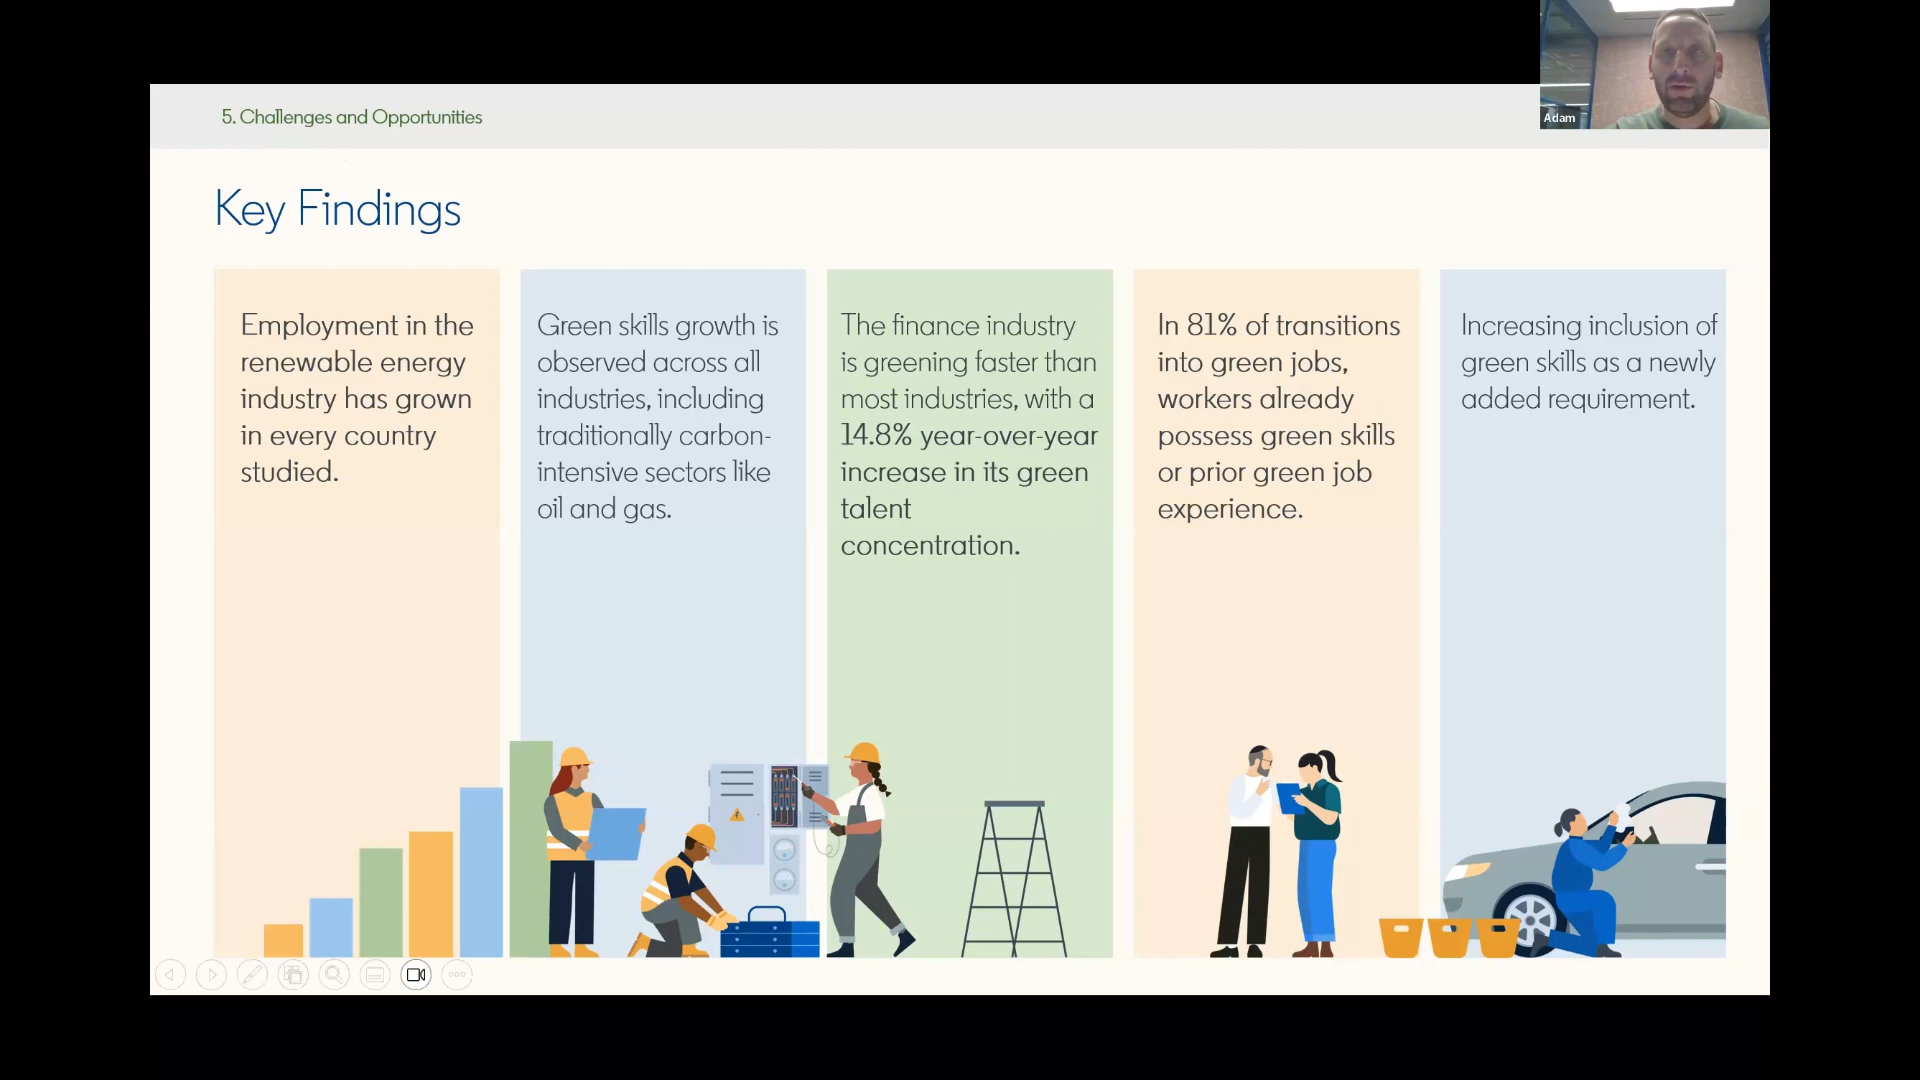 5. Challenges and Opportunities
Adam
Key Findings
Employment in the
renewable energy
industry has grown
in every country
studied.
Green skills growth is
observed across all
industries, including
traditionally carbon-
intensive sectors like
oil and gas.
The finance industry
is greening faster than
most industries, with a
14.8% year-over-year
increase in its green
talent
concentration.
In 81% of transitions
into green jobs,
workers already
possess green skills
or prior green job
experience.
Increasing inclusion of
green skills as a newly
added requirement.